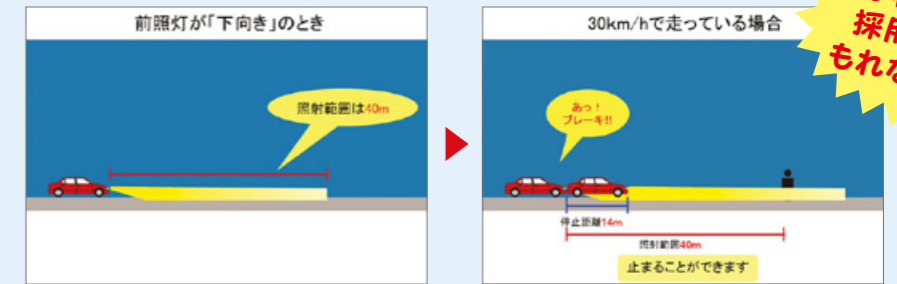 前照灯が「下向き」のとき
照射範囲は40m
30km/hで走っている場合
採用
もれな
あっ！
ブレーキ!!
停止距離14m
照射範囲40m
止まることができます